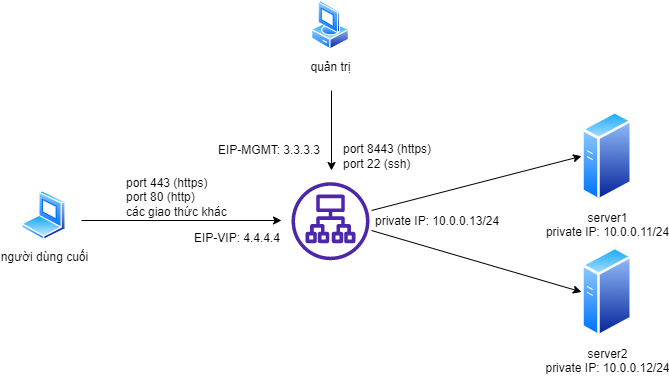 quản trị
EIP-MGMT: 3.3.3.3
port 8443 (https)
port 22 (ssh)
port 443 (https)
port 80 (http)
các giao thức khác
EIP-VIP: 4.4.4.4
người dùng cuối
private IP: 10.0.0.13/24
server1
private IP: 10.0.0.11/24
server2
private IP: 10.0.0.12/24